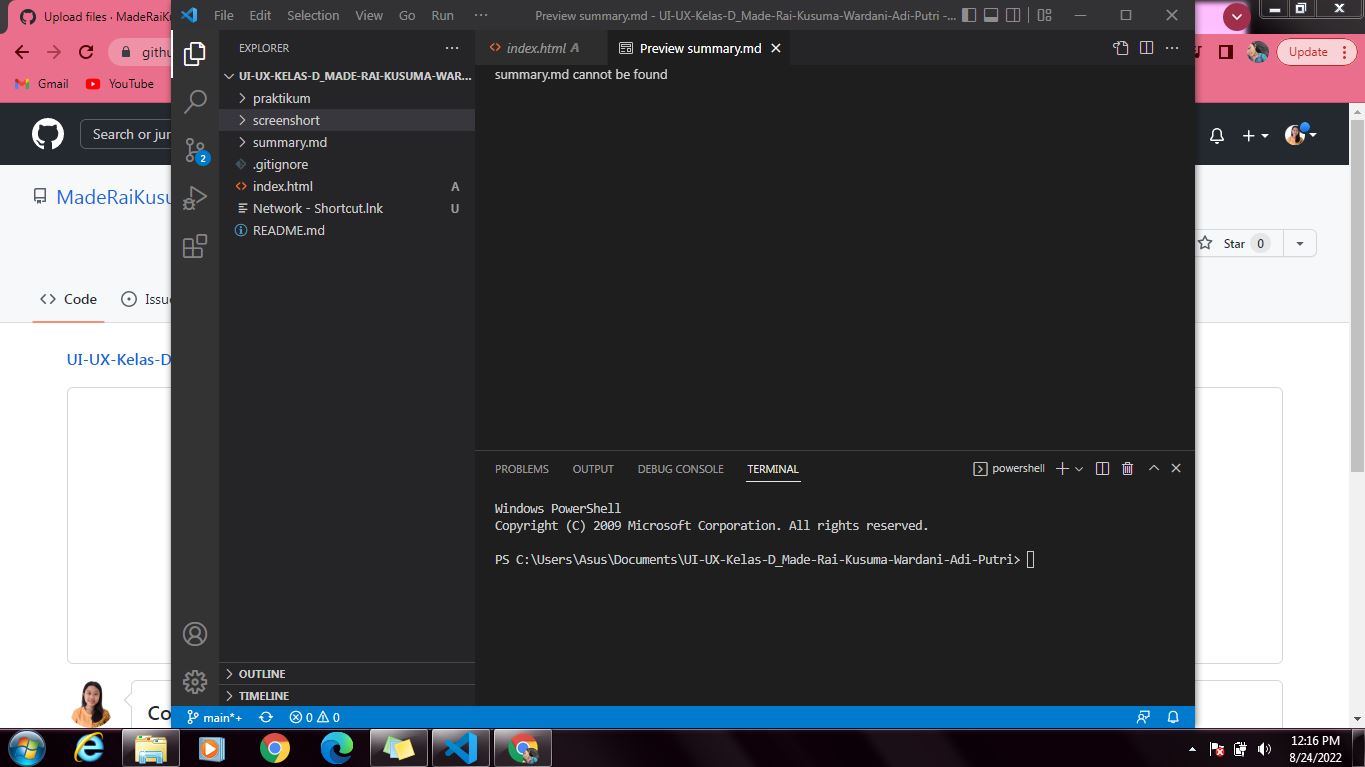 Upload files · MadeRaiK
File Edit Selection View Go Run ··· Preview summary.md - UI-UX-Kelas-D_Made-Rai-Kusuma-Wardani-Adi-Putri -...
githu
Update
Gmail YouTube
EXPLORER
index.html A
Preview summary.md
summary.md cannot be found
UI-UX-KELAS-D_MADE-RAI-KUSUMA-WAR...
praktikum
screenshort
summary.md
.gitignore
index.html A
Network - Shortcut.lnk U
README.md
OUTLINE
TIMELINE
2
Search or jur
MadeRaiKusu
Star 0
Code Issu
UI-UX-Kelas-D
Co
PROBLEMS OUTPUT DEBUG CONSOLE TERMINAL
powershell
Windows PowerShell
Copyright (C) 2009 Microsoft Corporation. All rights reserved.
PS C:\Users\Asus\Documents\UI-UX-Kelas-D_Made-Rai-Kusuma-Wardani-Adi-Putri>
main*+ 0 0
12:16 PM
8/24/2022